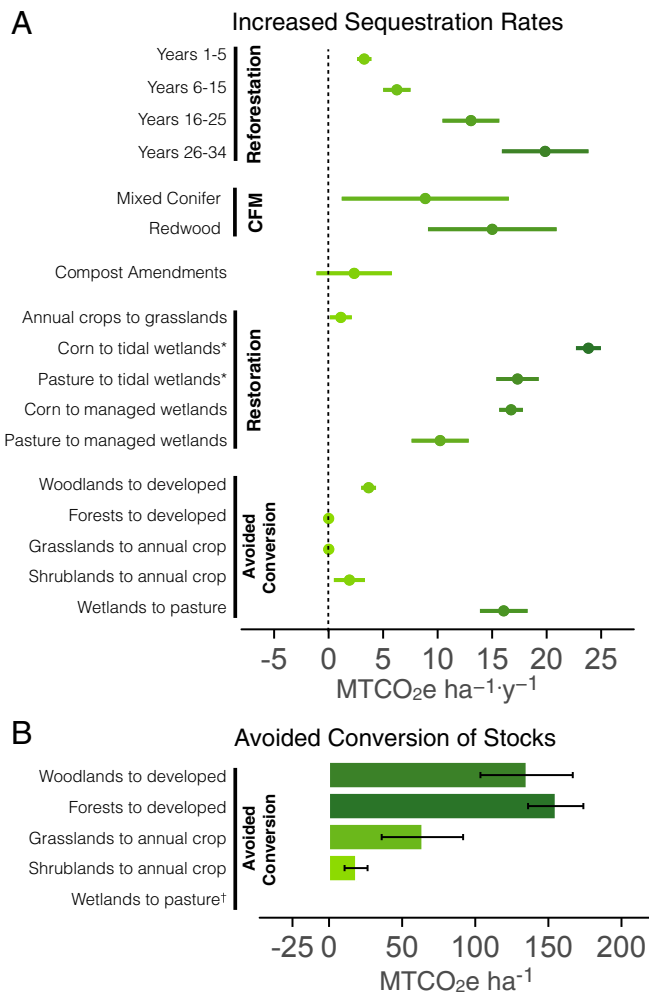 A
Increased Sequestration Rates
Years 1-5
Years 6-15
Years 16-25
Years 26-34
Reforestation
Mixed Conifer
Redwood
CFM
Compost Amendments
Annual crops to grasslands
Corn to tidal wetlands*
Pasture to tidal wetlands*
Corn to managed wetlands
Pasture to managed wetlands
Restoration
Woodlands to developed
Forests to developed
Grasslands to annual crop
Shrublands to annual crop
Wetlands to pasture
Avoided
Conversion
-5 0 5 10 15 20 25
MTCO₂e ha⁻¹·y⁻¹
B
Avoided Conversion of Stocks
Woodlands to developed
Forests to developed
Grasslands to annual crop
Shrublands to annual crop
Wetlands to pasture†
Avoided
Conversion
-25 0 50 100 150 200
MTCO₂e ha⁻¹